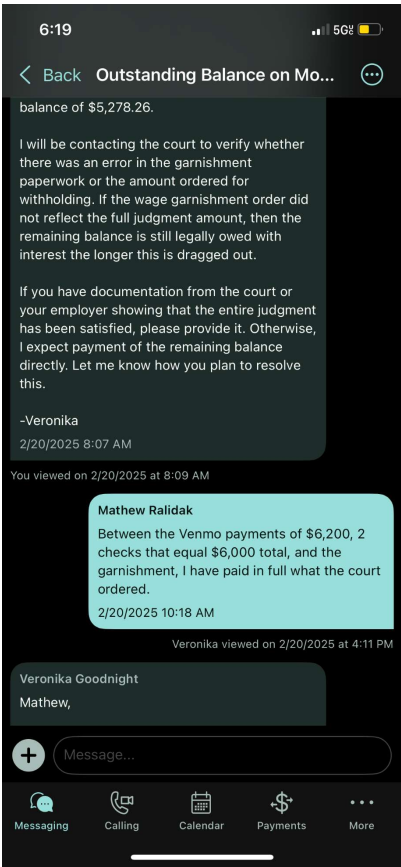 6:19
5GE
Back Outstanding Balance on Mo...
balance of $5,278.26.
I will be contacting the court to verify whether
there was an error in the garnishment
paperwork or the amount ordered for
withholding. If the wage garnishment order did
not reflect the full judgment amount, then the
remaining balance is still legally owed with
interest the longer this is dragged out.
If you have documentation from the court or
your employer showing that the entire judgment
has been satisfied, please provide it. Otherwise,
I expect payment of the remaining balance
directly. Let me know how you plan to resolve
this.
-Veronika
2/20/2025 8:07 AM
You viewed on 2/20/2025 at 8:09 AM
Mathew Ralidak
Between the Venmo payments of $6,200, 2
checks that equal $6,000 total, and the
garnishment, I have paid in full what the court
ordered.
2/20/2025 10:18 AM
Veronika viewed on 2/20/2025 at 4:11 PM
Veronika Goodnight
Mathew,
Message...
Messaging Calling Calendar Payments More